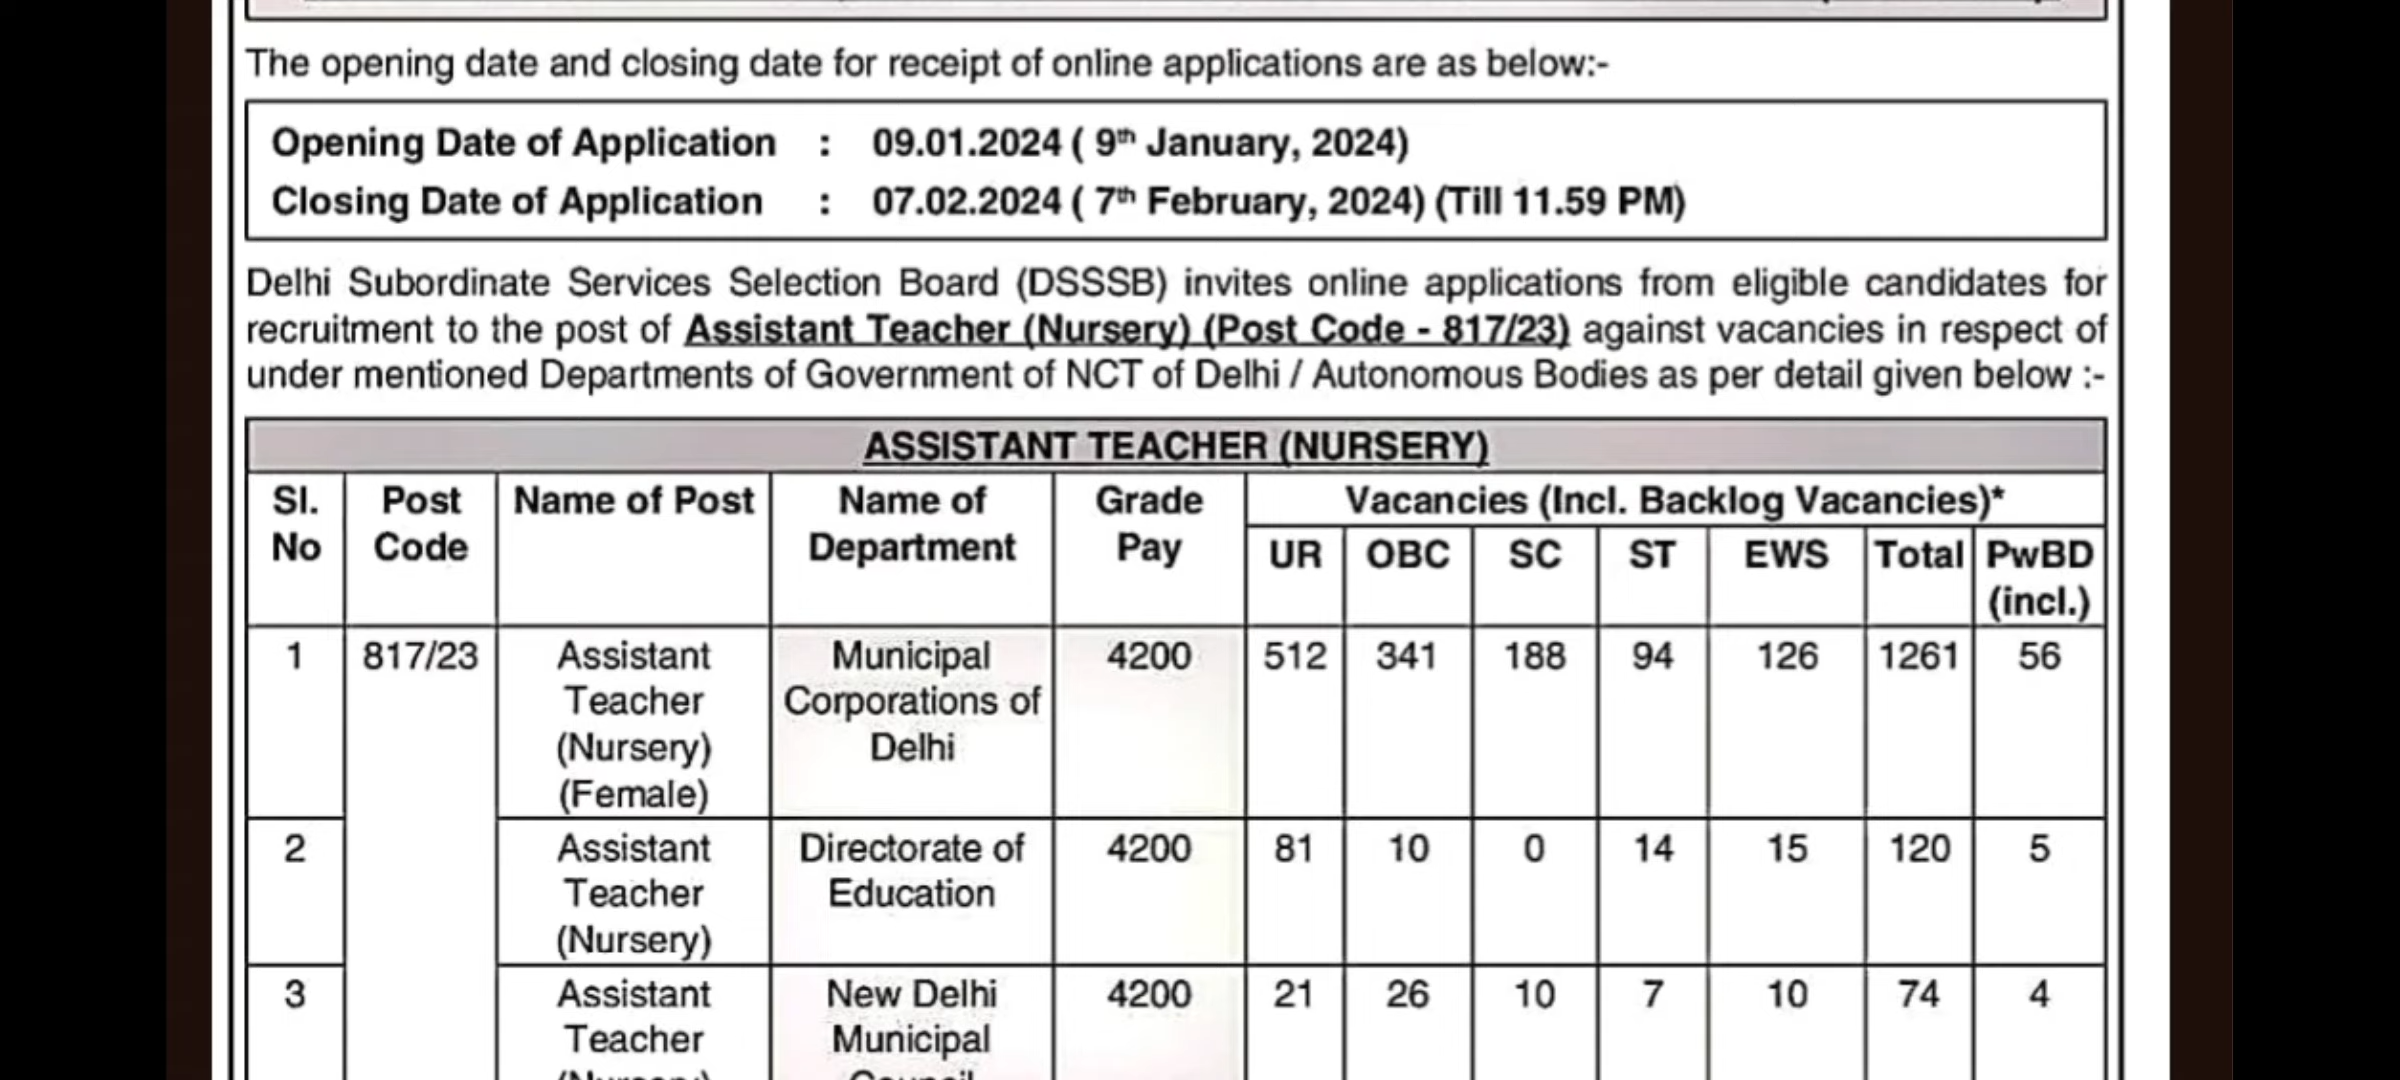 The opening date and closing date for receipt of online applications are as below:-
Opening Date of Application : 09.01.2024 ( 9th January, 2024)
Closing Date of Application : 07.02.2024 ( 7th February, 2024) (Till 11.59 PM)
Delhi Subordinate Services Selection Board (DSSSB) invites online applications from eligible candidates for
recruitment to the post of Assistant Teacher (Nursery) (Post Code - 817/23) against vacancies in respect of
under mentioned Departments of Government of NCT of Delhi / Autonomous Bodies as per detail given below :-
ASSISTANT TEACHER (NURSERY)
Sl. Post Name of Post Name of Grade Vacancies (Incl. Backlog Vacancies)*
No Code Department Pay UR OBC SC ST EWS Total PwBD
(incl.)
1 817/23 Assistant Municipal 4200 512 341 188 94 126 1261 56
Teacher Corporations of
(Nursery) Delhi
(Female)
2 Assistant Directorate of 4200 81 10 0 14 15 120 5
Teacher Education
(Nursery)
3 Assistant New Delhi 4200 21 26 10 7 10 74 4
Teacher Municipal
(Nursery) Council